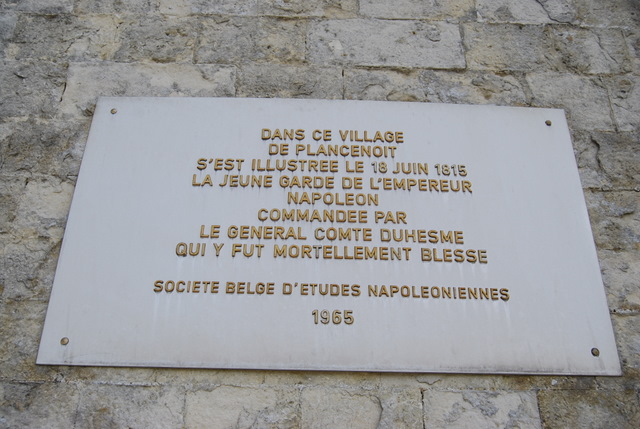 DANS CE VILLAGE
DE PLANCENOIT
S'EST ILLUSTREE LE 18 JUIN 1815
LA JEUNE GARDE DE L'EMPEREUR
NAPOLEON
COMMANDEE PAR
LE GENERAL COMTE DUHESME
QUI Y FUT MORTELLEMENT BLESSE
SOCIETE BELGE D'ETUDES NAPOLEONIENNES
1965